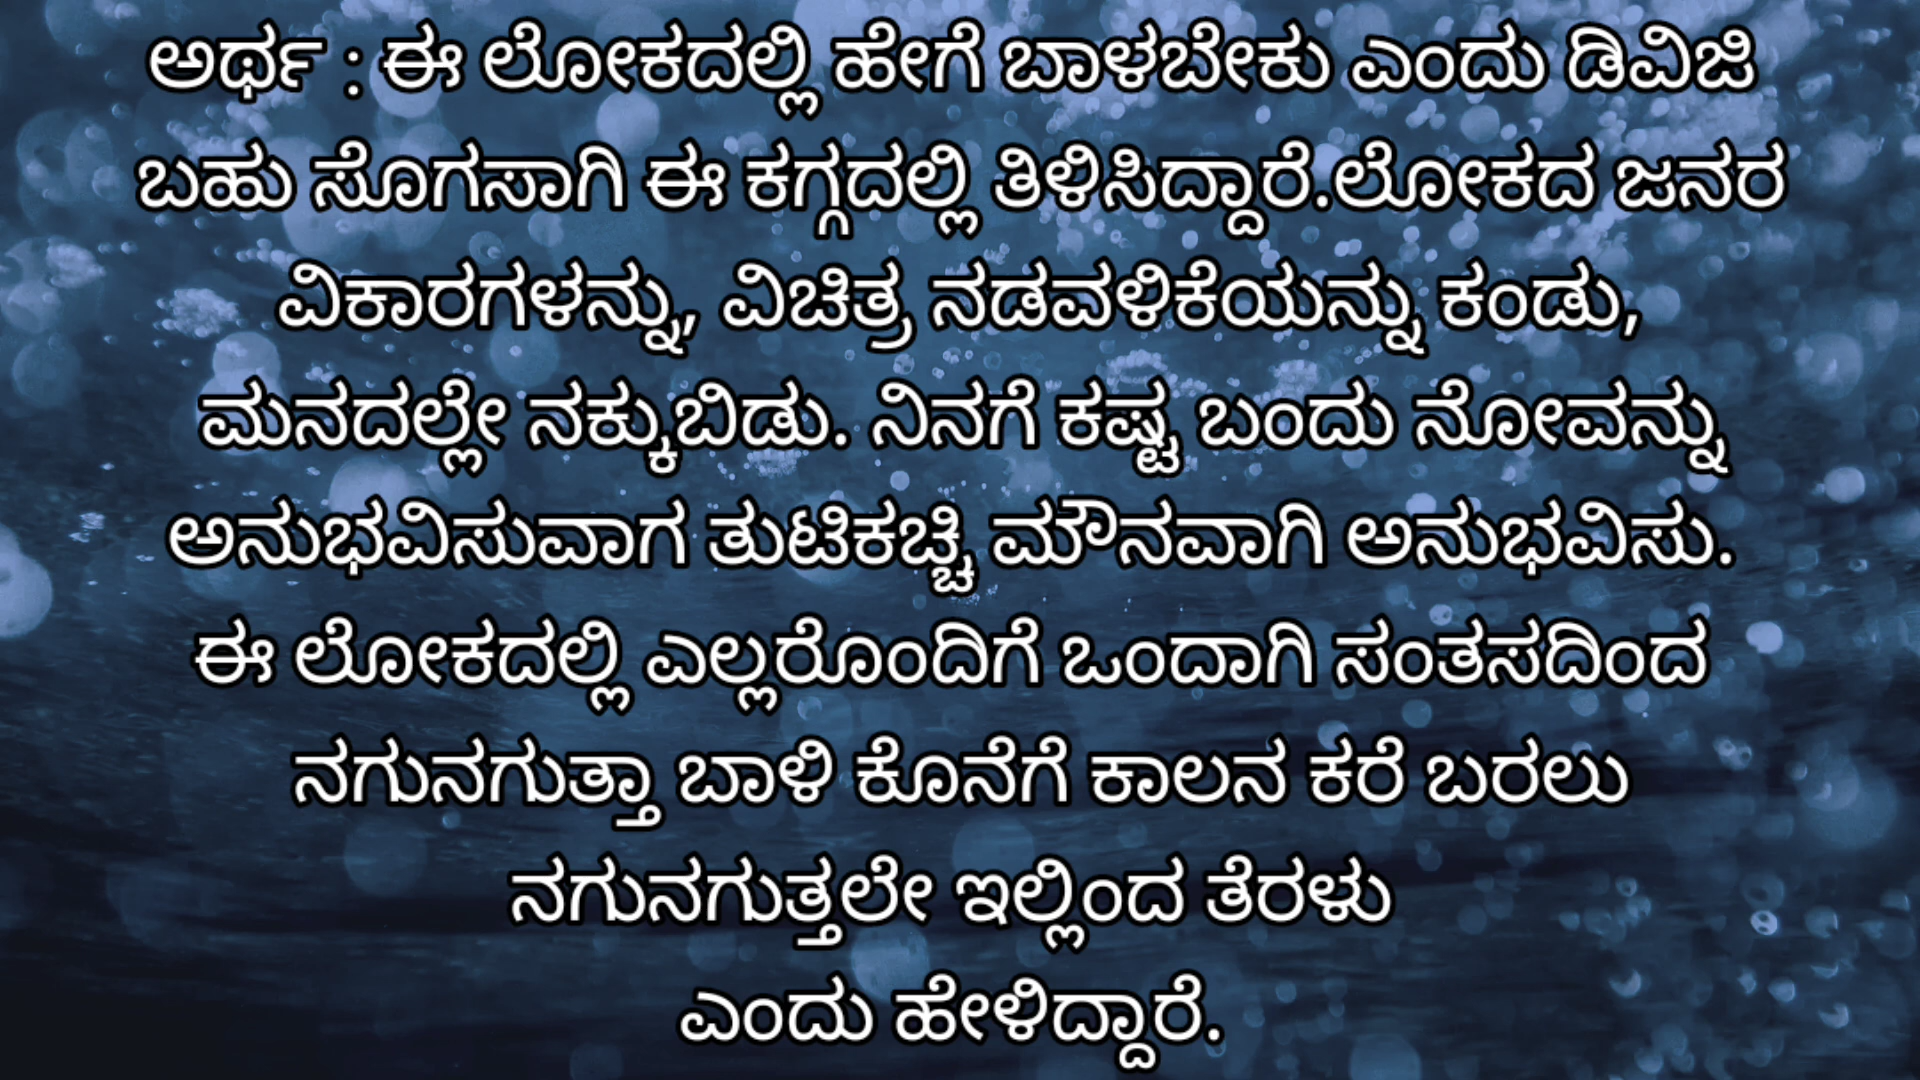 ಅರ್ಥ : ಈ ಲೋಕದಲ್ಲಿ ಹೇಗೆ ಬಾಳಬೇಕು ಎಂದು ಡಿವಿಜಿ
ಬಹು ಸೊಗಸಾಗಿ ಈ ಕಗ್ಗದಲ್ಲಿ ತಿಳಿಸಿದ್ದಾರೆ.ಲೋಕದ ಜನರ
ವಿಕಾರಗಳನ್ನು, ವಿಚಿತ್ರ ನಡವಳಿಕೆಯನ್ನು ಕಂಡು,
ಮನದಲ್ಲೇ ನಕ್ಕುಬಿಡು. ನಿನಗೆ ಕಷ್ಟ ಬಂದು ನೋವನ್ನು
ಅನುಭವಿಸುವಾಗ ತುಟಿಕಚ್ಚಿ ಮೌನವಾಗಿ ಅನುಭವಿಸು.
ಈ ಲೋಕದಲ್ಲಿ ಎಲ್ಲರೊಂದಿಗೆ ಒಂದಾಗಿ ಸಂತಸದಿಂದ
ನಗುನಗುತ್ತಾ ಬಾಳಿ ಕೊನೆಗೆ ಕಾಲನ ಕರೆ ಬರಲು
ನಗುನಗುತ್ತಲೇ ಇಲ್ಲಿಂದ ತೆರಳು
ಎಂದು ಹೇಳಿದ್ದಾರೆ.